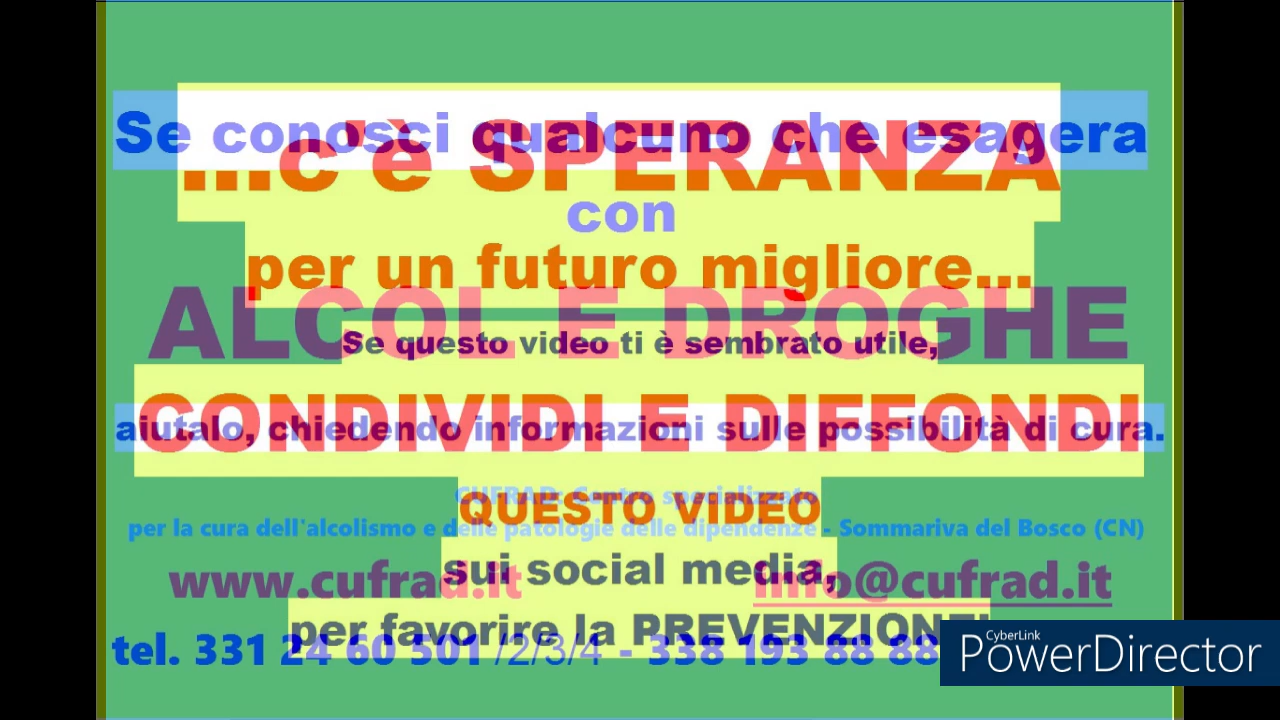 Se conosci qualcuno che esagera
...c'è SPERANZA
con
per un futuro migliore...
ALCOL E DROGHE
Se questo video ti è sembrato utile,
CONDIVIDI E DIFFONDI
aiutalo, chiedendo informazioni sulle possibilità di cura.
CUFRAD: Centro specializzato
QUESTO VIDEO
per la cura dell'alcolismo e delle patologie delle dipendenze - Sommariva del Bosco (CN)
sui social media,
www.cufrad.it info@cufrad.it
per favorire la PREVENZIONE!
tel. 331 24 60 501 /2/3/4 - 338 193 88 88
CyberLink
PowerDirector